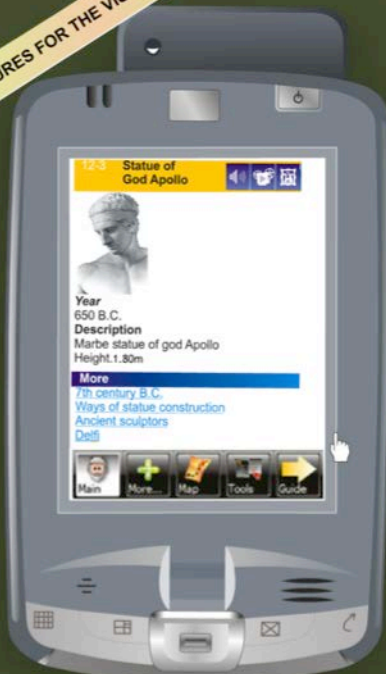 URES FOR THE VI
12-3 Statue of
God Apollo
Year
650 B.C.
Description
Marbe statue of god Apollo
Height.1.80m
More
7th century B.C.
Ways of statue construction
Ancient sculptors
Delfi
Main More... Map Tools Guide